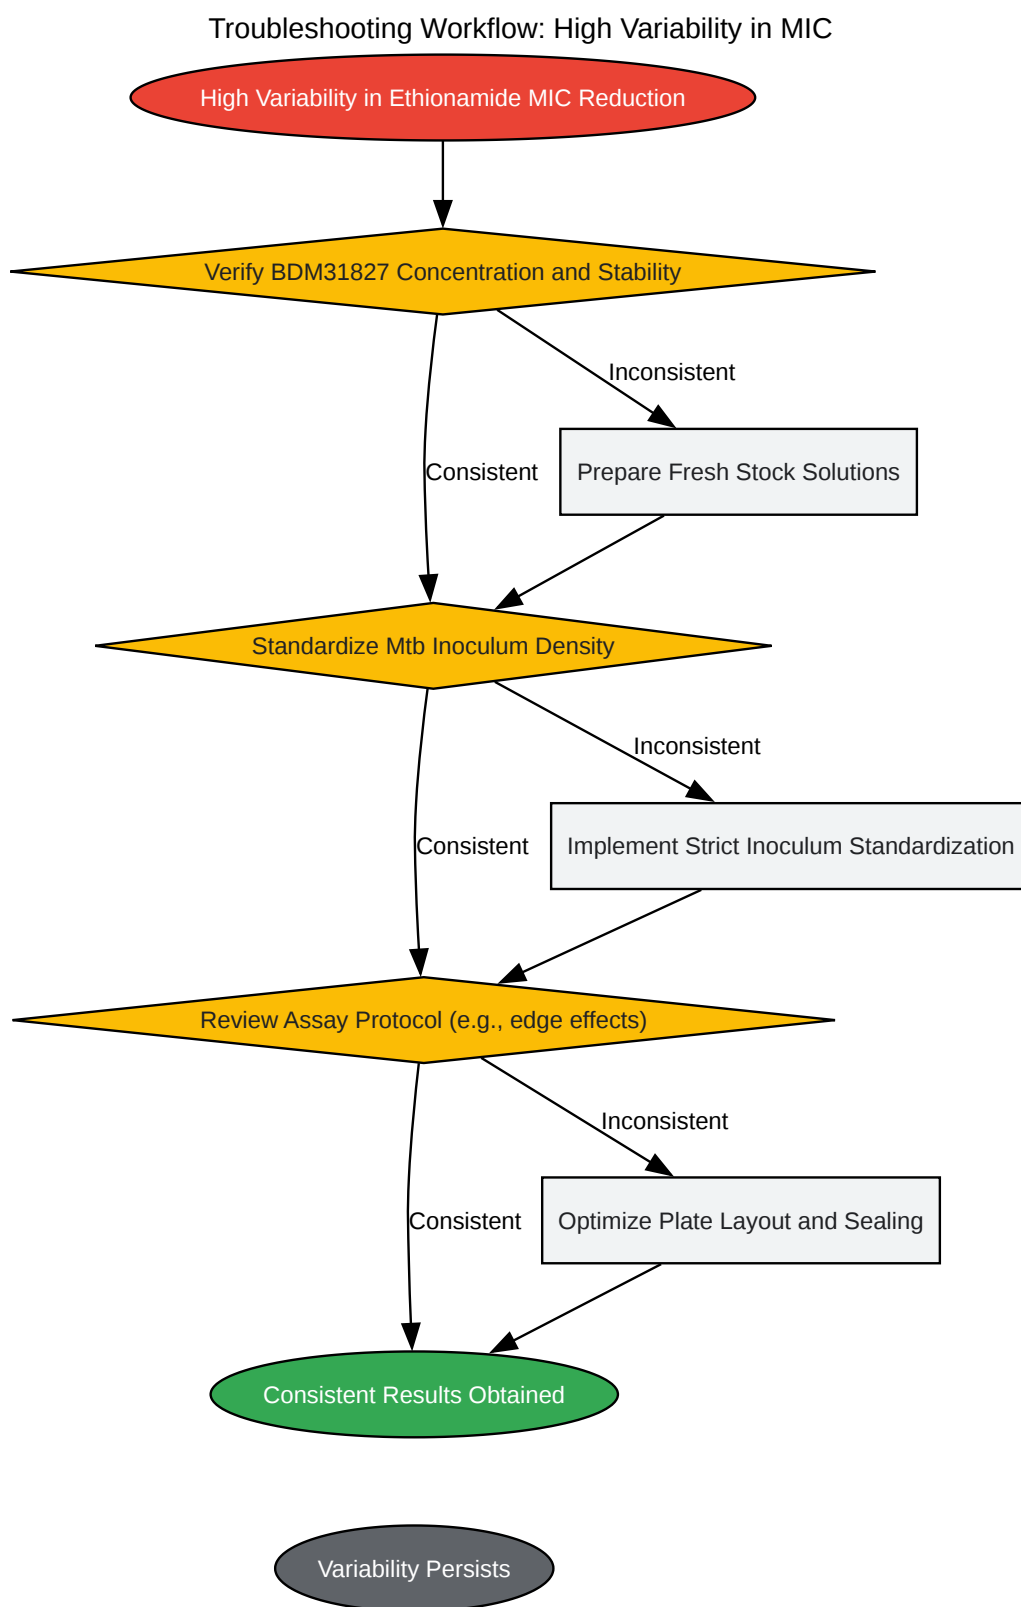 Troubleshooting Workflow: High Variability in MIC
High Variability in Ethionamide MIC Reduction
Verify BDM31827 Concentration and Stability
Inconsistent
Consistent
Prepare Fresh Stock Solutions
Standardize Mtb Inoculum Density
Inconsistent
Consistent
Implement Strict Inoculum Standardization
Review Assay Protocol (e.g., edge effects)
Inconsistent
Consistent
Optimize Plate Layout and Sealing
Consistent Results Obtained
Variability Persists